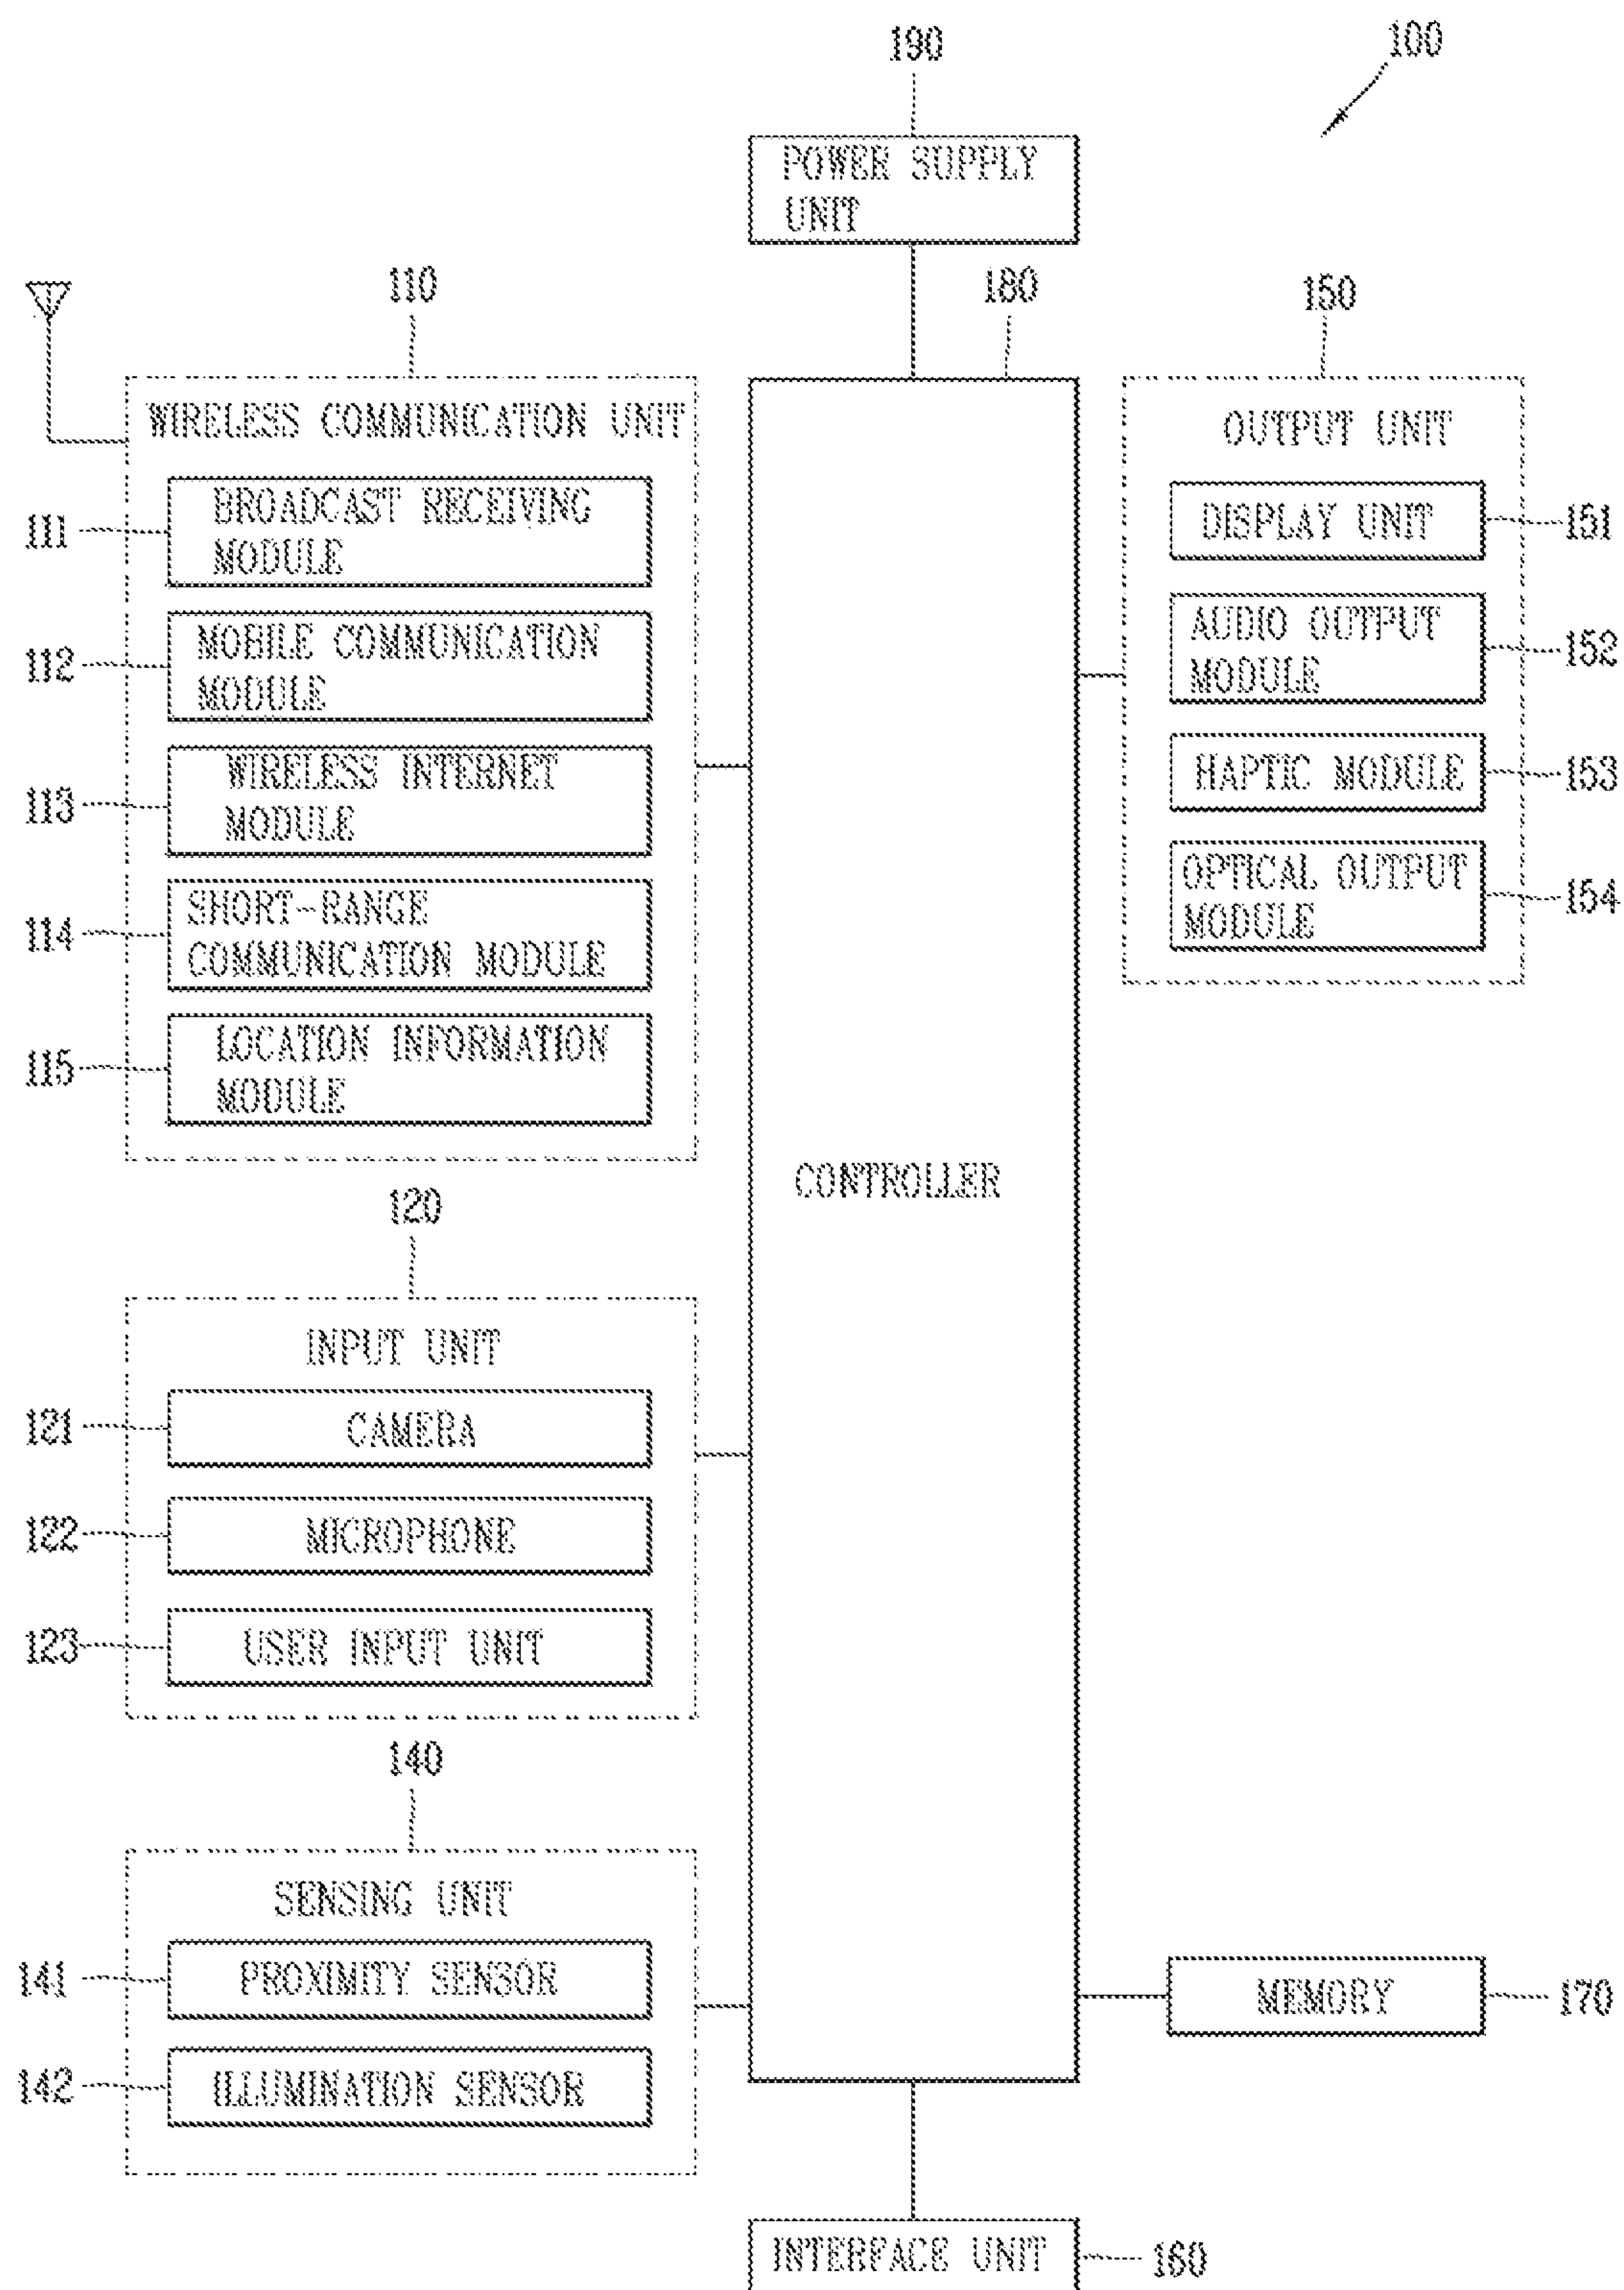 190
100
POWER SUPPLY
UNIT
110
180
150
WIRELESS COMMUNICATION UNIT
111
BROADCAST RECEIVING
MODULE
112
MOBILE COMMUNICATION
MODULE
113
WIRELESS INTERNET
MODULE
114
SHORT-RANGE
COMMUNICATION MODULE
115
LOCATION INFORMATION
MODULE
OUTPUT UNIT
DISPLAY UNIT
151
AUDIO OUTPUT
MODULE
152
HAPTIC MODULE
153
OPTICAL OUTPUT
MODULE
154
CONTROLLER
120
INPUT UNIT
121
CAMERA
122
MICROPHONE
123
USER INPUT UNIT
140
SENSING UNIT
141
PROXIMITY SENSOR
142
ILLUMINATION SENSOR
MEMORY
170
INTERFACE UNIT
160